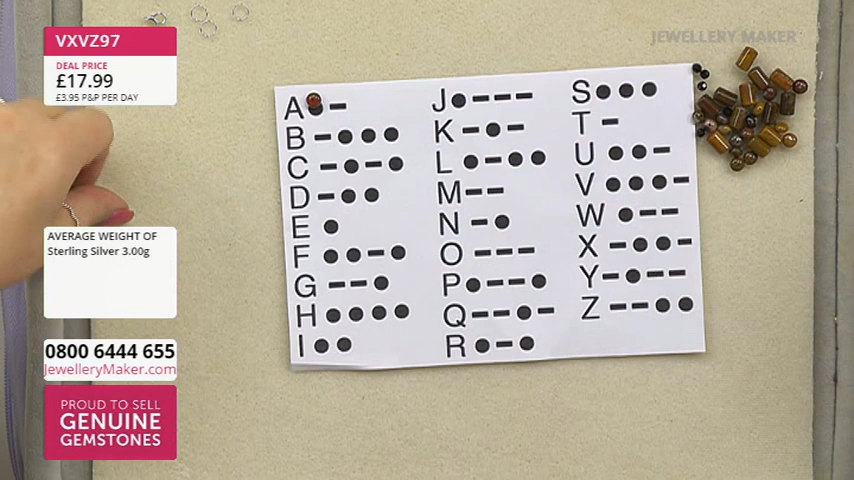 VXVZ97
DEAL PRICE
£17.99
£3.95 P&P PER DAY
JEWELLERY MAKER
A ●-
B -●●●
C -●-●
D -●●
E ●
F ●●-●
G --●
H ●●●●
I ●●
J ●---
K -●-
L ●-●●
M --
N -●
O ---
P ●--●
Q --●-
R ●-●
S ●●●
T -
U ●●-
V ●●●-
W ●--
X -●●-
Y -●--
Z --●●
AVERAGE WEIGHT OF
Sterling Silver 3.00g
0800 6444 655
JewelleryMaker.com
PROUD TO SELL
GENUINE
GEMSTONES